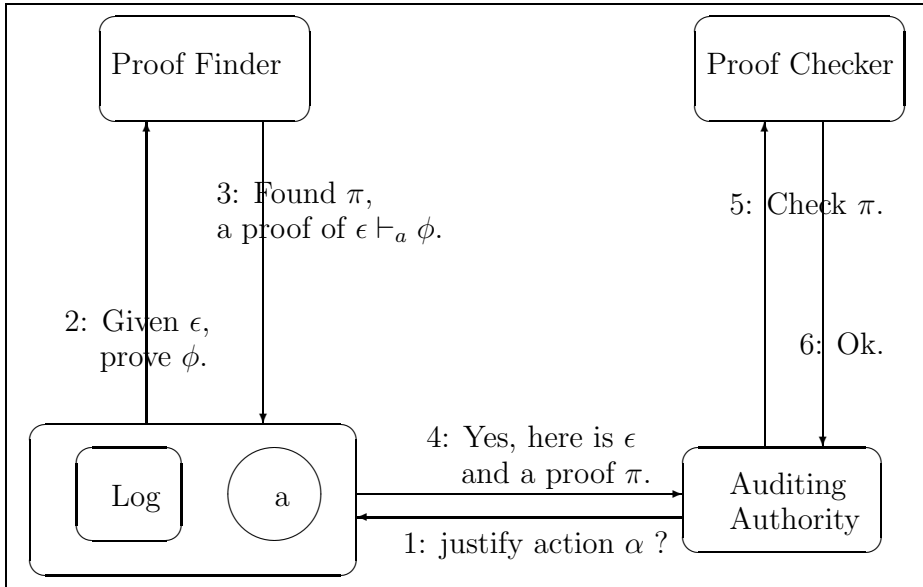 Proof Finder
Proof Checker
3: Found π,
a proof of ϵ ⊢ₐ ϕ.
5: Check π.
2: Given ϵ,
prove ϕ.
6: Ok.
4: Yes, here is ϵ
and a proof π.
Log
a
Auditing
Authority
1: justify action α ?